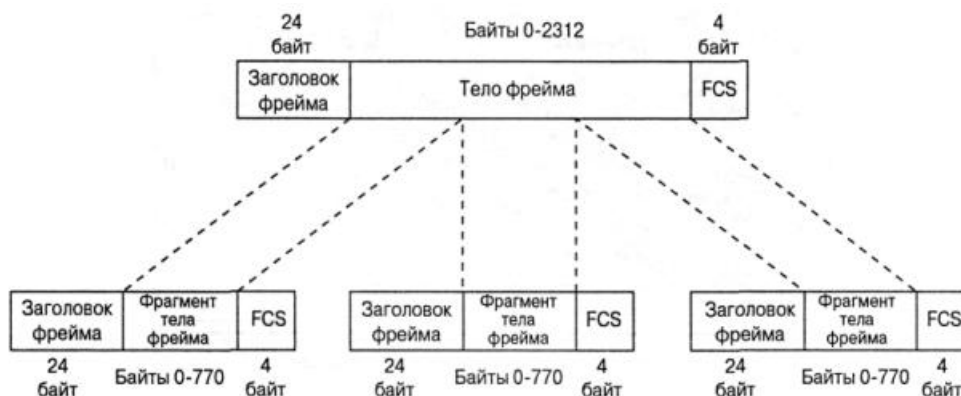 24
байт
Байты 0-2312
4
байт
Заголовок
фрейма
Тело фрейма
FCS
Заголовок
фрейма
Фрагмент
тела
фрейма
FCS
Заголовок
фрейма
Фрагмент
тела
фрейма
FCS
Заголовок
фрейма
Фрагмент
тела
фрейма
FCS
24
байт
Байты 0-770
4
байт
24
байт
Байты 0-770
4
байт
24
байт
Байты 0-770
4
байт